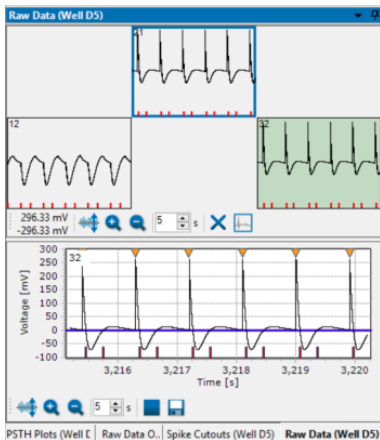 Raw Data (Well D5)
21
12
32
296.33 mV
-296.33 mV
5 s
32
Voltage [mV]
300
250
200
150
100
50
0
-50
-100
3,216 3,217 3,218 3,219 3,220
Time [s]
5 s
PSTH Plots (Well D Raw Data O.. Spike Cutouts (Well D5) Raw Data (Well D5)